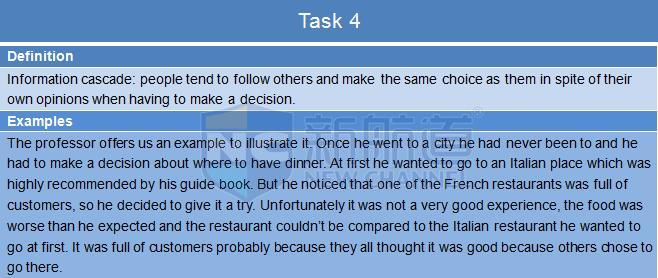 Task 4
Definition
Information cascade: people tend to follow others and make the same choice as them in spite of their
own opinions when having to make a decision.
Examples
The professor offers us an example to illustrate it. Once he went to a city he had never been to and he
had to make a decision about where to have dinner. At first he wanted to go to an Italian place which was
highly recommended by his guide book. But he noticed that one of the French restaurants was full of
customers, so he decided to give it a try. Unfortunately it was not a very good experience, the food was
worse than he expected and the restaurant couldn't be compared to the Italian restaurant he wanted to
go at first. It was full of customers probably because they all thought it was good because others chose to
go there.
新航道
NEW CHANNEL